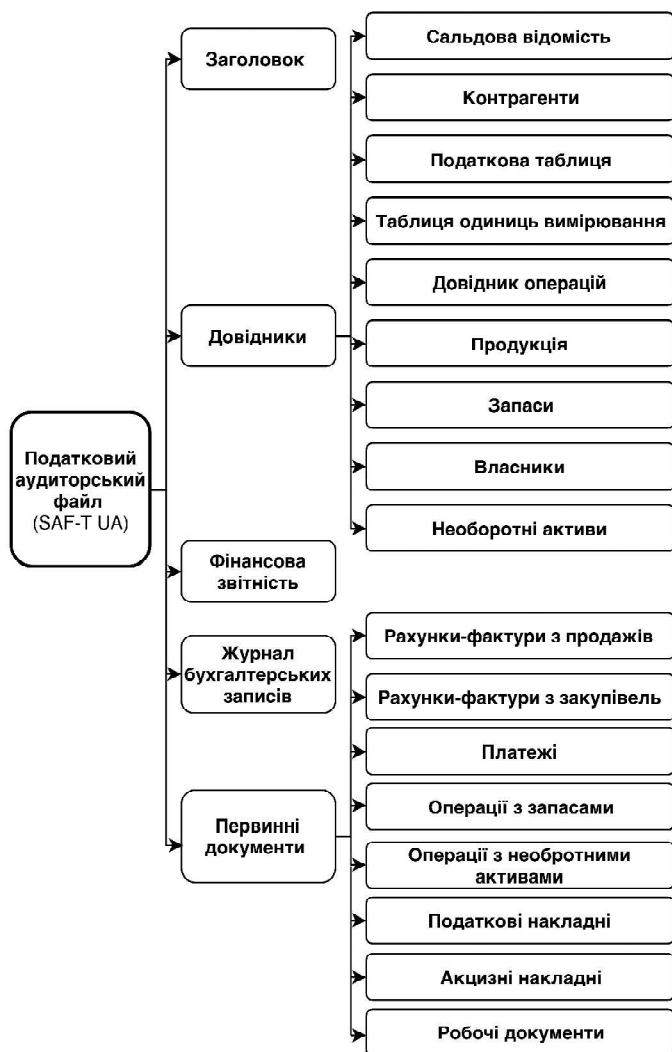 Заголовок
Сальдова відомість
Контрагенти
Податкова таблиця
Таблиця одиниць вимірювання
Довідник операцій
Довідники
Продукція
Запаси
Власники
Необоротні активи
Податковий
аудиторський
файл
(SAF-T UA)
Фінансова
звітність
Журнал
бухгалтерських
записів
Первинні
документи
Рахунки-фактури з продажів
Рахунки-фактури з закупівель
Платежі
Операції з запасами
Операції з необротними
активами
Податкові накладні
Акцизні накладні
Робочі документи